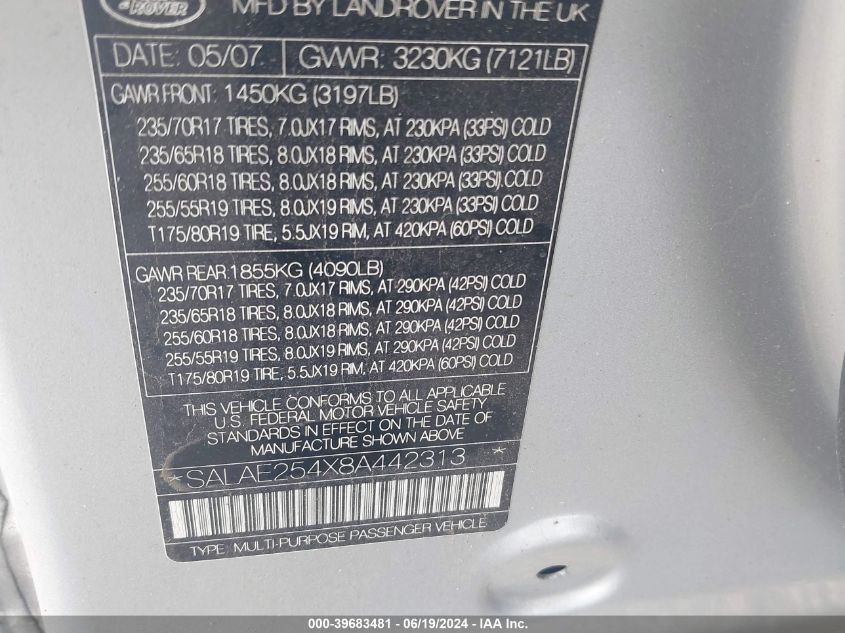 ROVER
MFD BY LANDROVER IN THE UK
DATE: 05/07 GVWR: 3230KG (7121LB)
GAWR FRONT: 1450KG (3197LB)
235/70R17 TIRES, 7.0JX17 RIMS, AT 230KPA (33PSI) COLD
235/65R18 TIRES, 8.0JX18 RIMS, AT 230KPA (33PSI) COLD
255/60R18 TIRES, 8.0JX18 RIMS, AT 230KPA (33PSI) COLD
255/55R19 TIRES, 8.0JX19 RIMS, AT 230KPA (33PSI) COLD
T175/80R19 TIRE, 5.5JX19 RIM, AT 420KPA (60PSI) COLD
GAWR REAR: 1855KG (4090LB)
235/70R17 TIRES, 7.0JX17 RIMS, AT 290KPA (42PSI) COLD
235/65R18 TIRES, 8.0JX18 RIMS, AT 290KPA (42PSI) COLD
255/60R18 TIRES, 8.0JX18 RIMS, AT 290KPA (42PSI) COLD
255/55R19 TIRES, 8.0JX19 RIMS, AT 290KPA (42PSI) COLD
T175/80R19 TIRE, 5.5JX19 RIM, AT 420KPA (60PSI) COLD
THIS VEHICLE CONFORMS TO ALL APPLICABLE
U.S. FEDERAL MOTOR VEHICLE SAFETY
STANDARDS IN EFFECT ON THE DATE OF
MANUFACTURE SHOWN ABOVE
*SALAE254X8A442313*
TYPE: MULTI-PURPOSE PASSENGER VEHICLE
000-39683481 - 06/19/2024 - IAAI.com